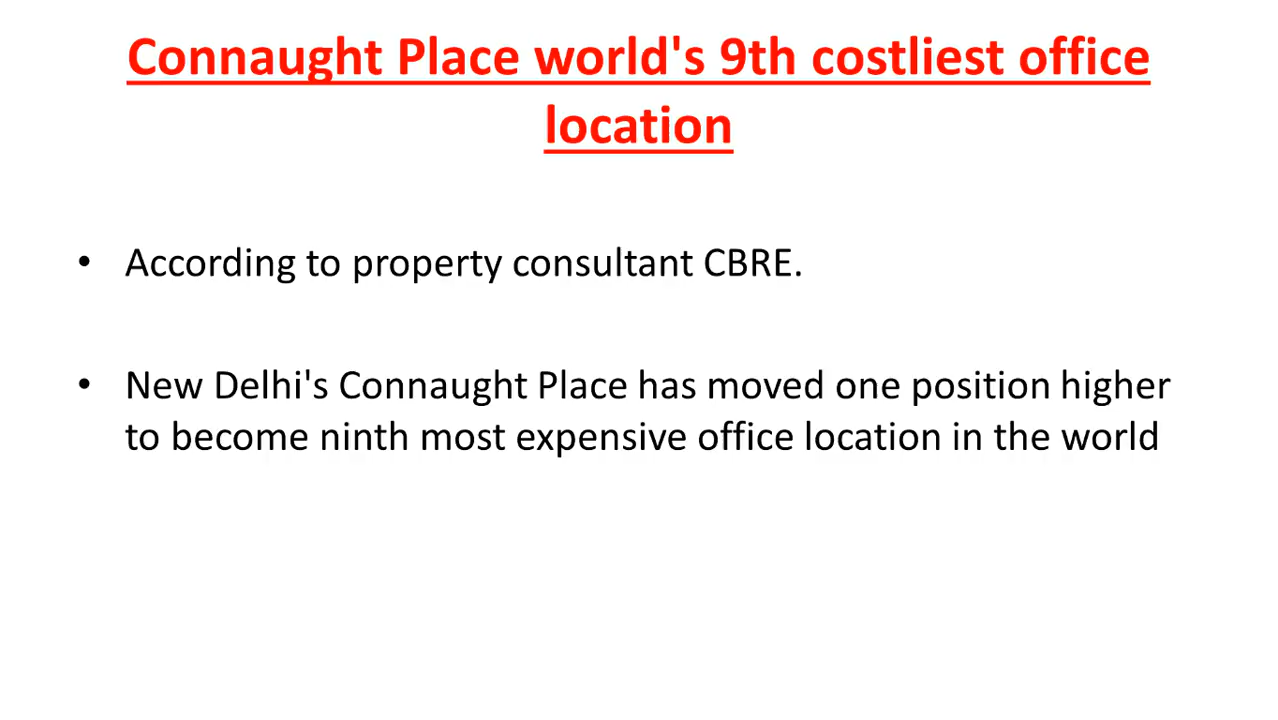 Connaught Place world's 9th costliest office
location
• According to property consultant CBRE.
• New Delhi's Connaught Place has moved one position higher
to become ninth most expensive office location in the world